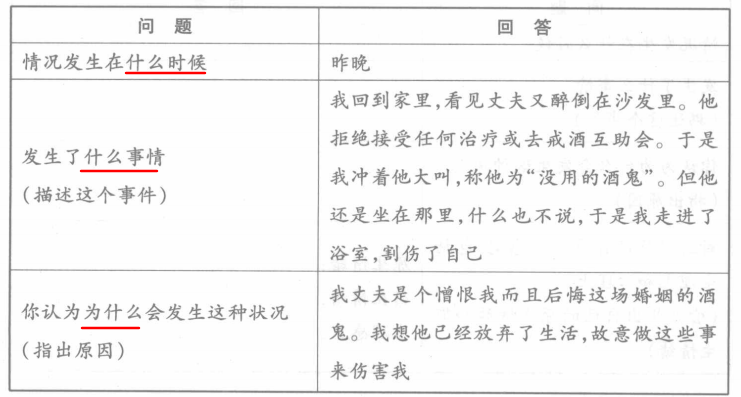 问 题
回 答
情况发生在什么时候
昨晚
发生了什么事情
(描述这个事件)
我回到家里,看见丈夫又醉倒在沙发里。他
拒绝接受任何治疗或去戒酒互助会。于是
我冲着他大叫,称他为“没用的酒鬼”。但他
还是坐在那里,什么也不说,于是我走进了
浴室,割伤了自己
你认为为什么会发生这种状况
(指出原因)
我丈夫是个憎恨我而且后悔这场婚姻的酒
鬼。我想他已经放弃了生活,故意做这些事
来伤害我